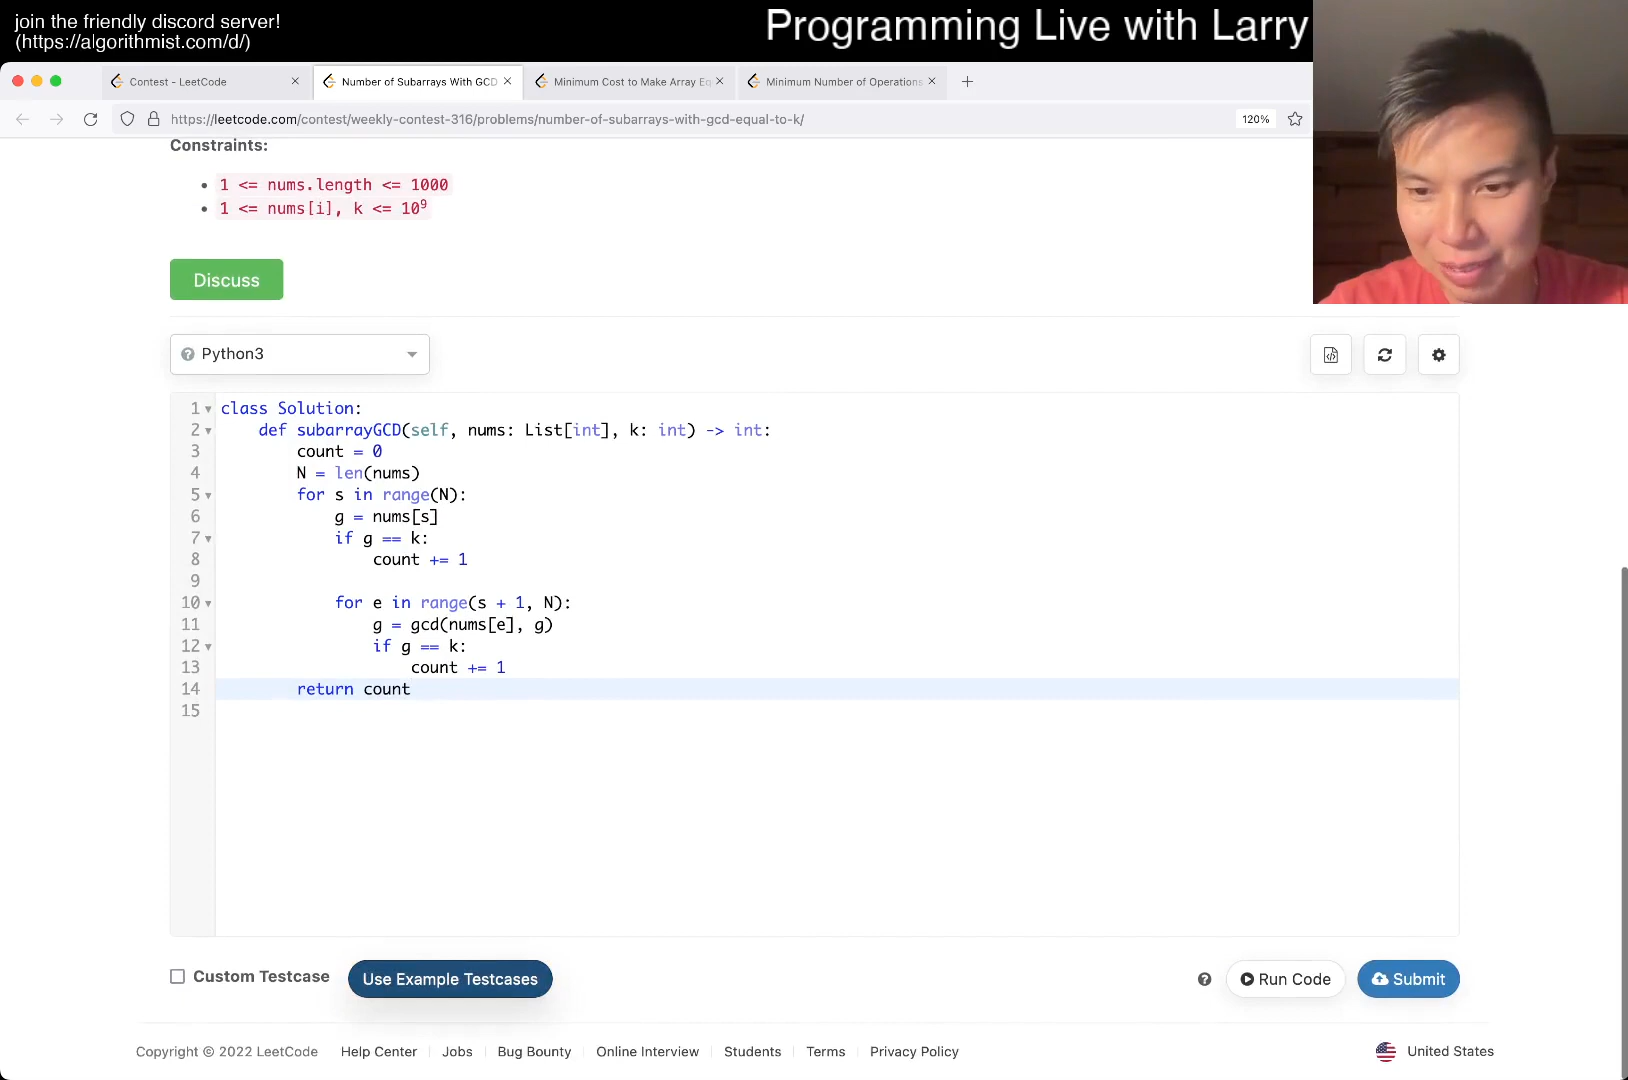 join the friendly discord server!
(https://algorithmist.com/d/)
Programming Live with Larry
Contest - LeetCode
Number of Subarrays With GCD
Minimum Cost to Make Array Eq
Minimum Number of Operations
https://leetcode.com/contest/weekly-contest-316/problems/number-of-subarrays-with-gcd-equal-to-k/
120%
Constraints:
1 <= nums.length <= 1000
1 <= nums[i], k <= 10⁹
Discuss
Python3
1 class Solution:
2 def subarrayGCD(self, nums: List[int], k: int) -> int:
3 count = 0
4 N = len(nums)
5 for s in range(N):
6 g = nums[s]
7 if g == k:
8 count += 1
9
10 for e in range(s + 1, N):
11 g = gcd(nums[e], g)
12 if g == k:
13 count += 1
14 return count
15
Custom Testcase
Use Example Testcases
Run Code
Submit
Copyright © 2022 LeetCode
Help Center
Jobs
Bug Bounty
Online Interview
Students
Terms
Privacy Policy
United States